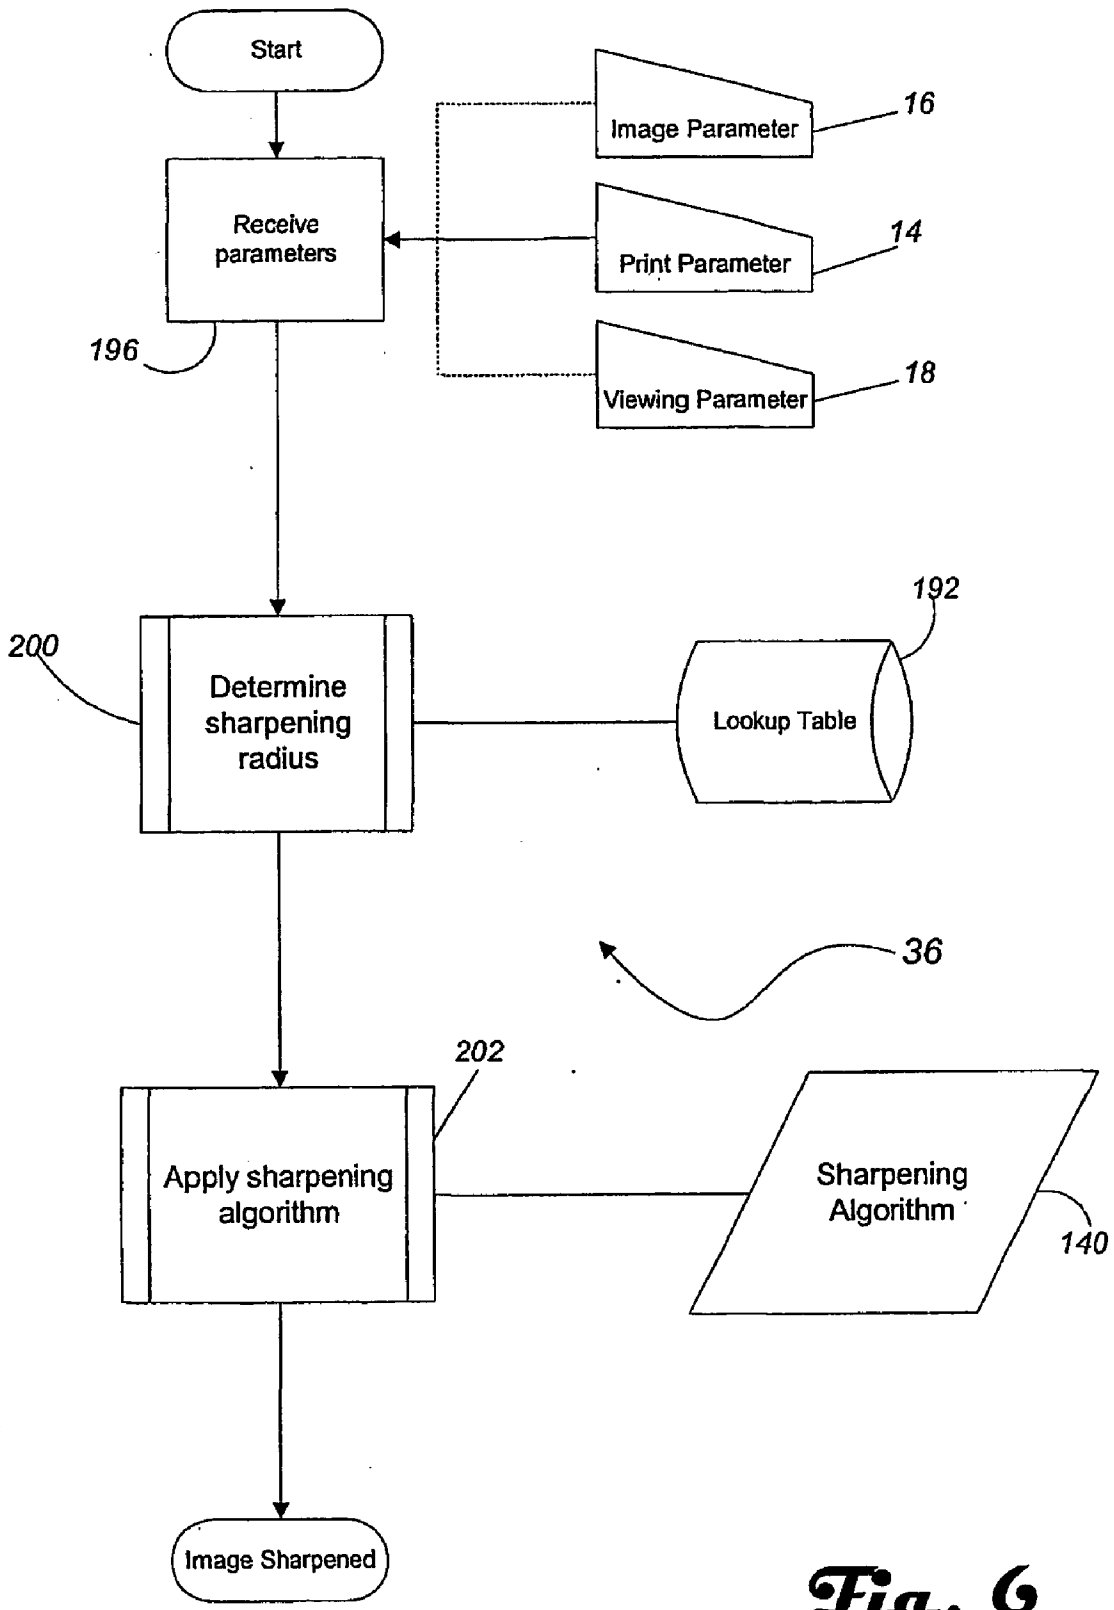 Start
Image Parameter
16
Receive
parameters
Print Parameter
14
196
Viewing Parameter
18
200
Determine
sharpening
radius
Lookup Table
192
36
202
Apply sharpening
algorithm
Sharpening
Algorithm
140
Image Sharpened
Fig. 6